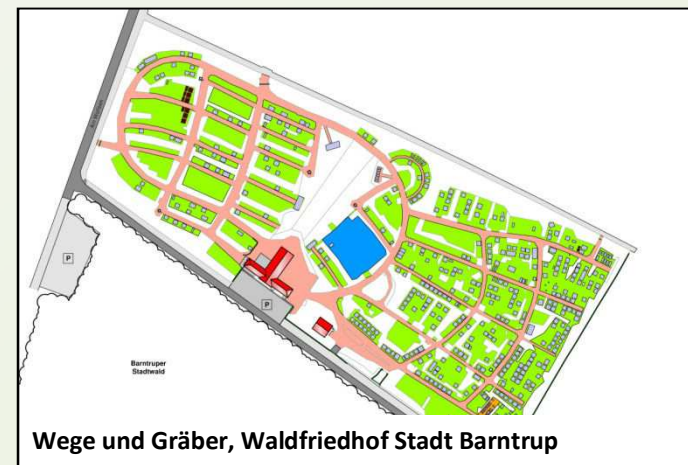 P
P
Barntruper
Stadtwald
Wege und Gräber, Waldfriedhof Stadt Barntrup